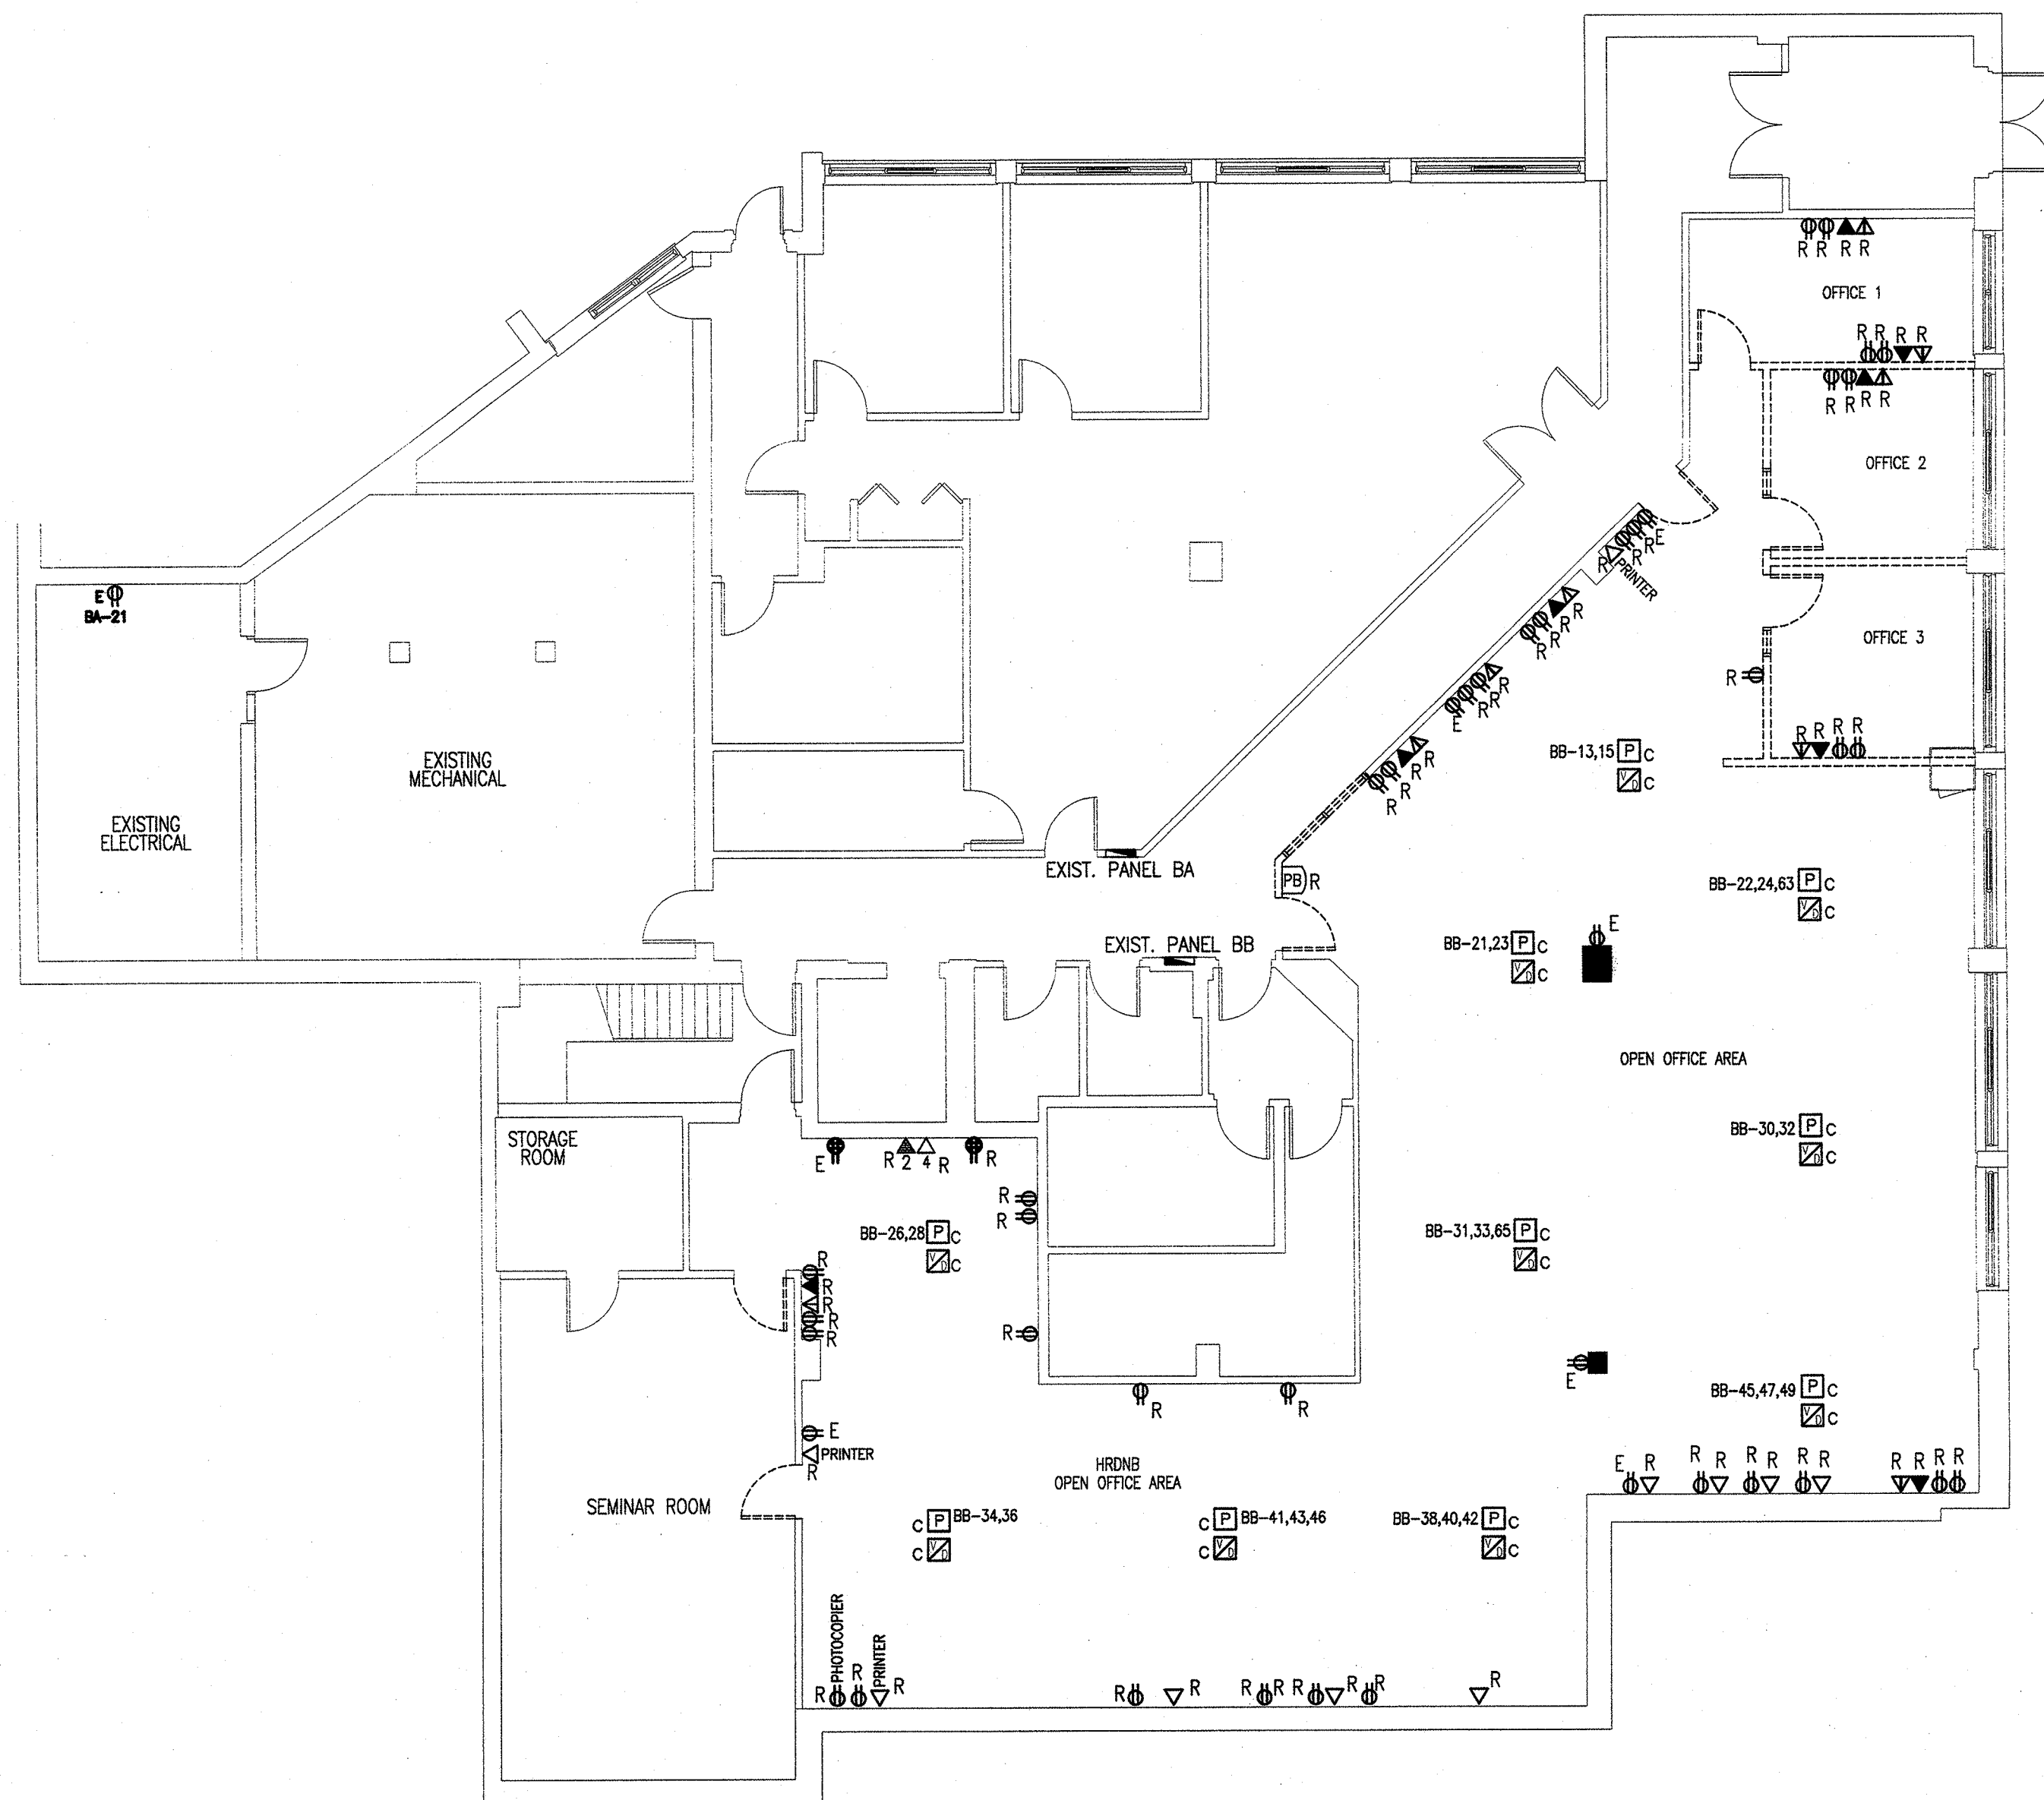 R R R R
OFFICE 1
R R R R
R R R R
OFFICE 2
E
R
R
R
PRINTER
E
BA-21
R
R
R
R
OFFICE 3
R
R
R
R
R
E
R R R R
R
R
R
R
BB-13,15 P C
V/D C
EXISTING
MECHANICAL
EXISTING
ELECTRICAL
EXIST. PANEL BA
PB R
BB-22,24,63 P C
V/D C
E
EXIST. PANEL BB
BB-21,23 P C
V/D C
OPEN OFFICE AREA
BB-30,32 P C
V/D C
STORAGE
ROOM
E
R 2 4 R
R
R
R
BB-26,28 P C
V/D C
BB-31,33,65 P C
V/D C
R
R
R
R
R
R
E
BB-45,47,49 P C
V/D C
R
R
E
PRINTER
R
HRDNB
OPEN OFFICE AREA
E R R R R R R R R R R R
SEMINAR ROOM
C P BB-34,36
C V/D
C P BB-41,43,46
C V/D
BB-38,40,42 P C
V/D C
PHOTOCOPIER
PRINTER
R R R
R R R R R R R
R